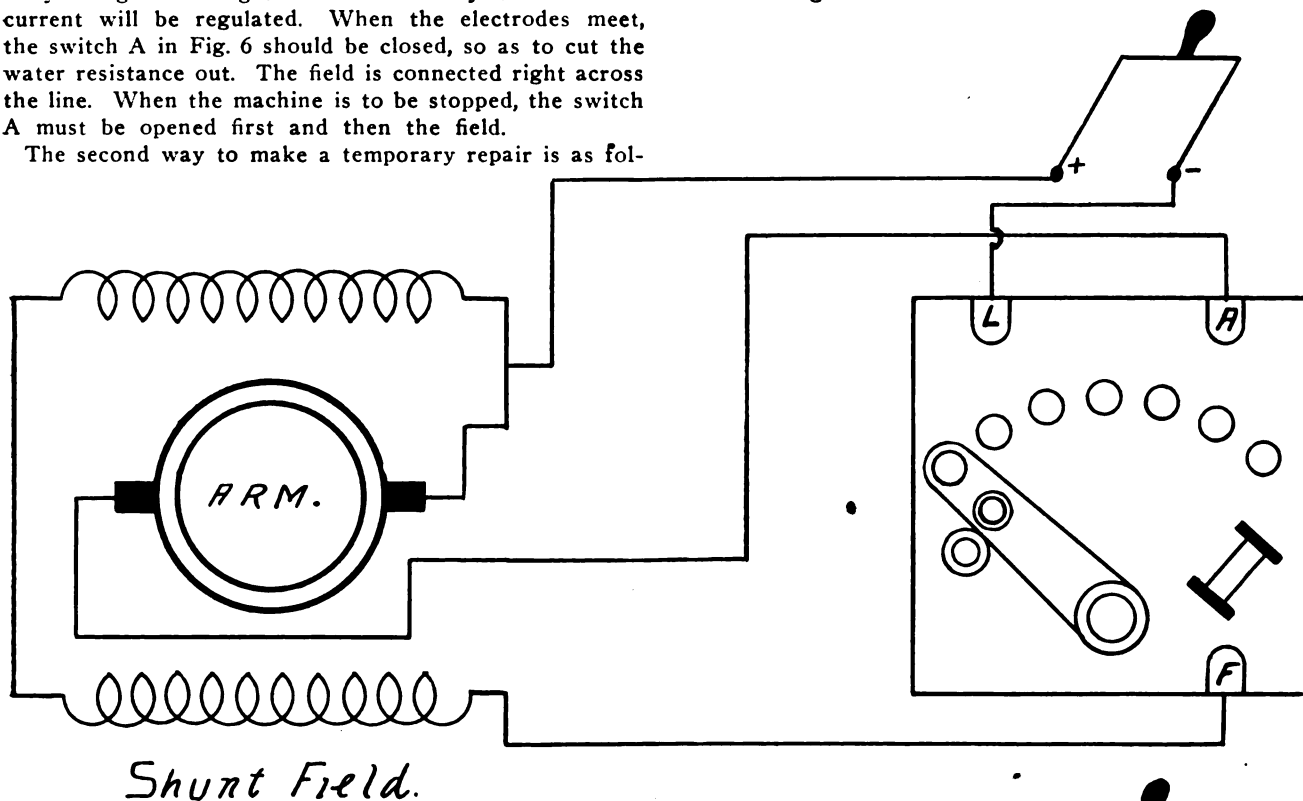 current will be regulated. When the electrodes meet,
the switch A in Fig. 6 should be closed, so as to cut the
water resistance out. The field is connected right across
the line. When the machine is to be stopped, the switch
A must be opened first and then the field.
The second way to make a temporary repair is as fol-
+ -
L A
ARM.
F
Shunt Field.